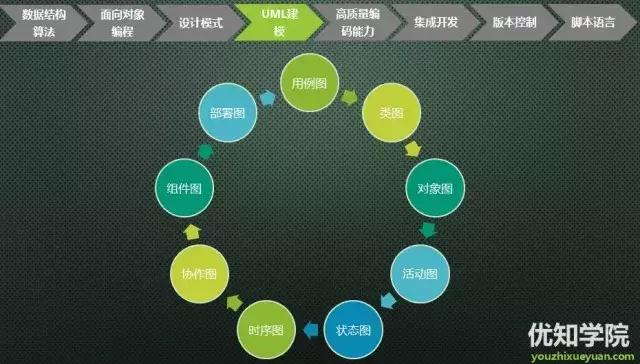 数据结构
算法
面向对象
编程
设计模式
UML建
模
高质量编
码能力
集成开发
版本控制
脚本语言
用例图
类图
对象图
活动图
状态图
时序图
协作图
组件图
部署图
优知学院
youzhixueyuan.com